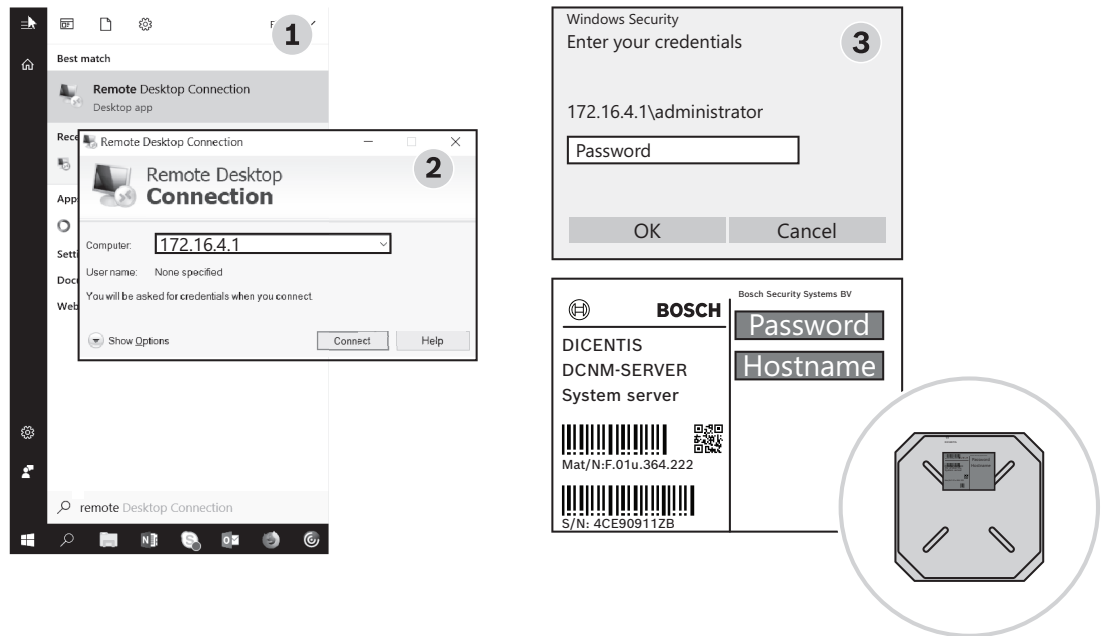 1
Best match
Remote Desktop Connection
Desktop app
Rece
App
Setti
Docu
Web
remote Desktop Connection
Remote Desktop Connection
2
Remote Desktop
Connection
Computer:
172.16.4.1
User name:
None specified
You will be asked for credentials when you connect.
Show Options
Connect
Help
Windows Security
Enter your credentials
3
172.16.4.1\administrator
Password
OK
Cancel
BOSCH
DICENTIS
DCNM-SERVER
System server
Mat/N:F.01u.364.222
S/N: 4CE90911ZB
Bosch Security Systems BV
Password
Hostname
Password
Hostname